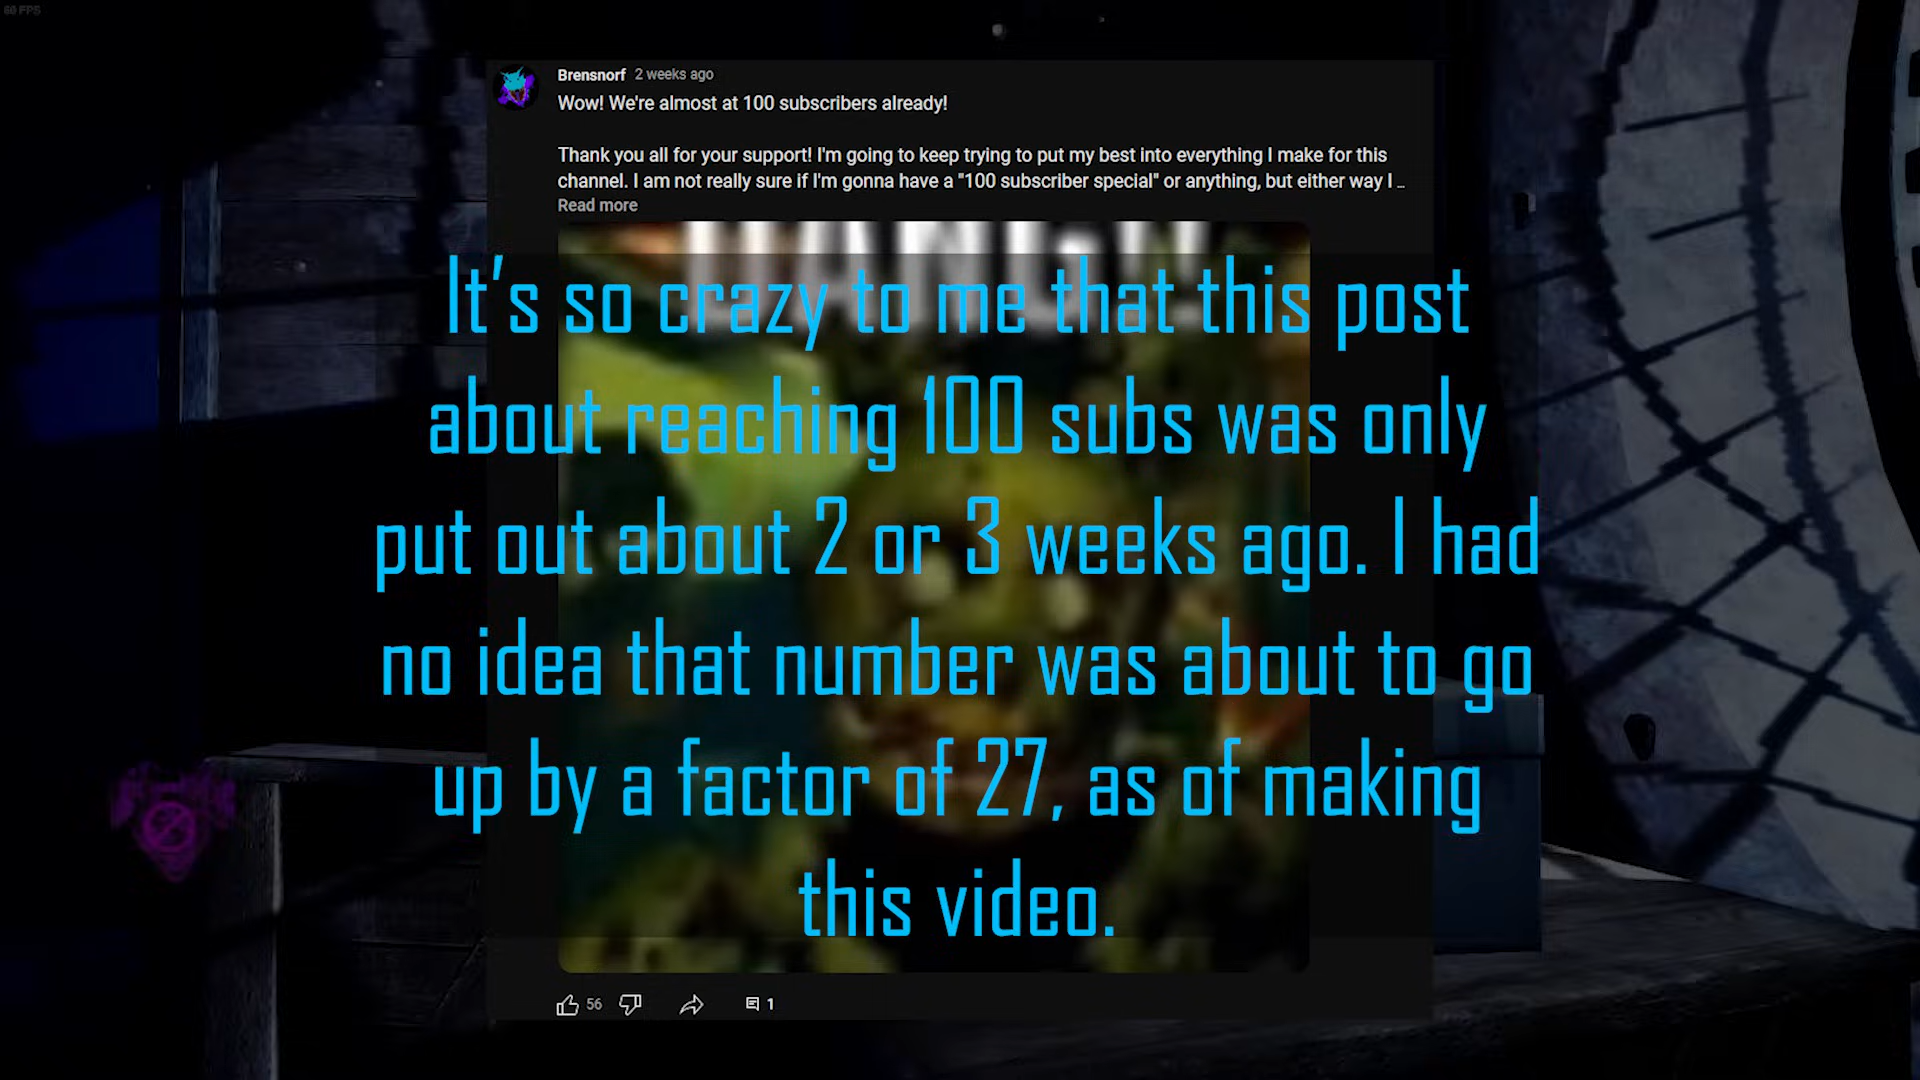 60 FPS
Brensnorf 2 weeks ago
Wow! We're almost at 100 subscribers already!
Thank you all for your support! I'm going to keep trying to put my best into everything I make for this
channel. I am not really sure if I'm gonna have a "100 subscriber special" or anything, but either way I ...
Read more
It's so crazy to me that this post
about reaching 100 subs was only
put out about 2 or 3 weeks ago. I had
no idea that number was about to go
up by a factor of 27, as of making
this video.
56 1